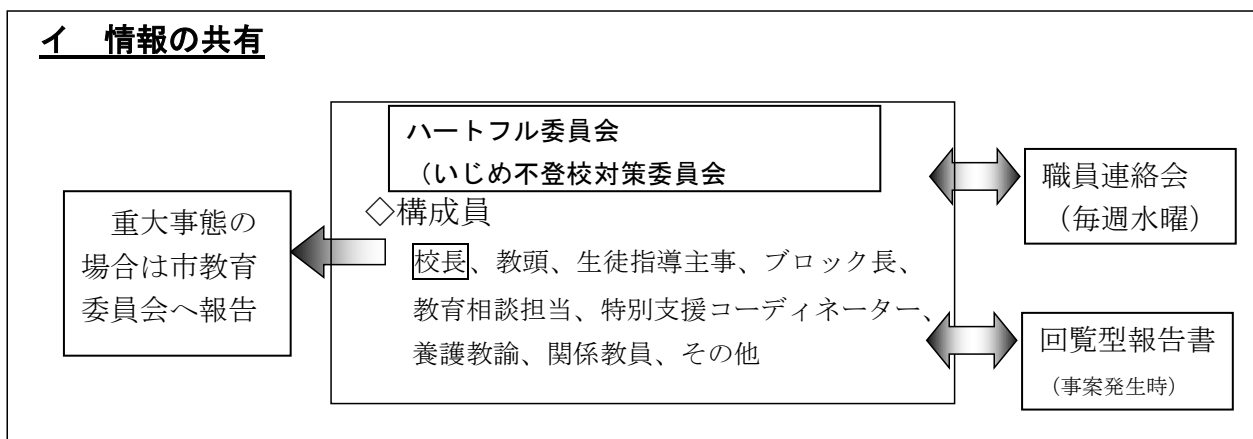 イ 情報の共有
ハートフル委員会
（いじめ不登校対策委員会
◇構成員
校長、教頭、生徒指導主事、ブロック長、
教育相談担当、特別支援コーディネーター、
養護教諭、関係教員、その他
重大事態の
場合は市教育
委員会へ報告
職員連絡会
（毎週水曜）
回覧型報告書
（事案発生時）